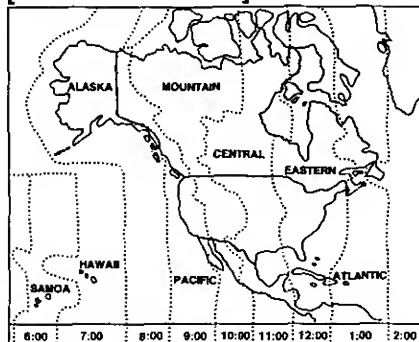 ALASKA
MOUNTAIN
CENTRAL
EASTERN
HAWAII
SAMOA
PACIFIC
ATLANTIC
6:00 7:00 8:00 9:00 10:00 11:00 12:00 1:00 2:00